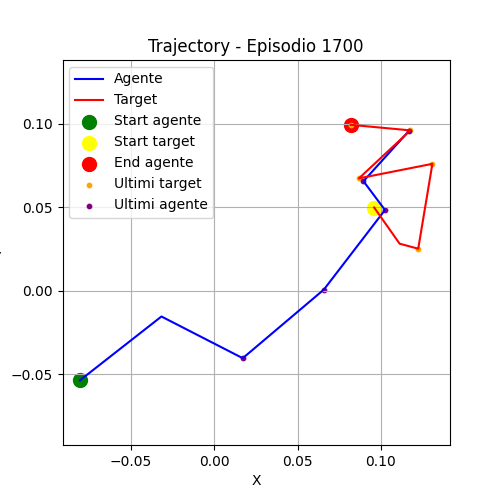 Trajectory - Episodio 1700
Agente
Target
Start agente
Start target
End agente
Ultimi target
Ultimi agente
0.10
0.05
0.00
−0.05
−0.05
0.00
0.05
0.10
X